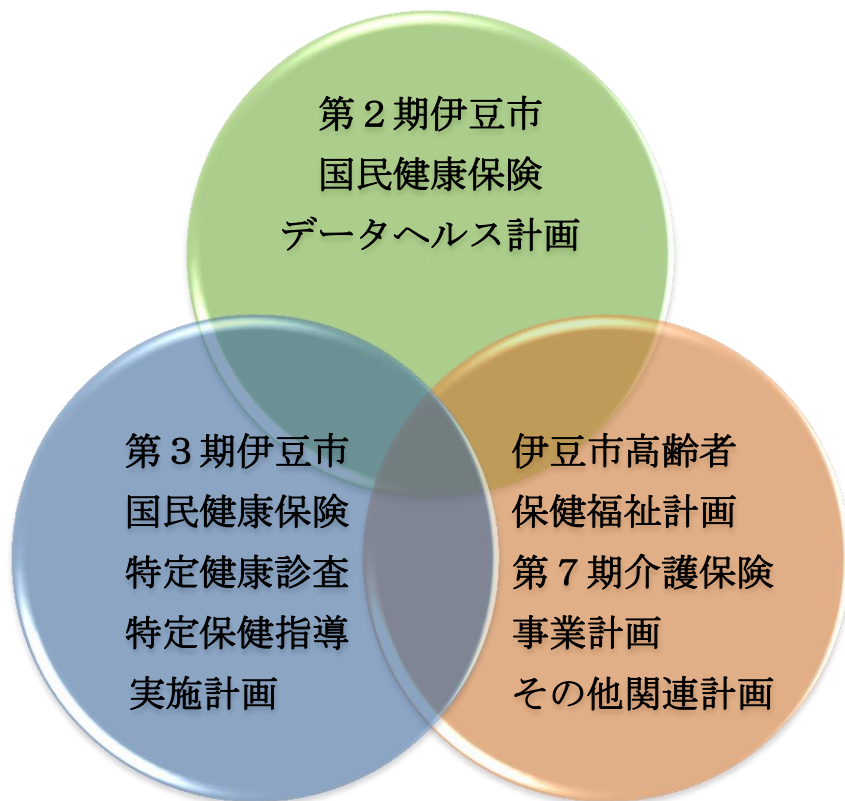 第２期伊豆市
国民健康保険
データヘルス計画
第３期伊豆市
国民健康保険
特定健康診査
特定保健指導
実施計画
伊豆市高齢者
保健福祉計画
第７期介護保険
事業計画
その他関連計画